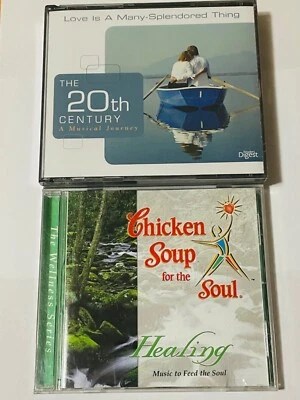 Love Is A Many-Splendored Thing
THE
20th
CENTURY
A Musical Journey
Digest
The Wellness Series
Chicken
Soup
for the
Soul
Healing
Music to Feed the Soul